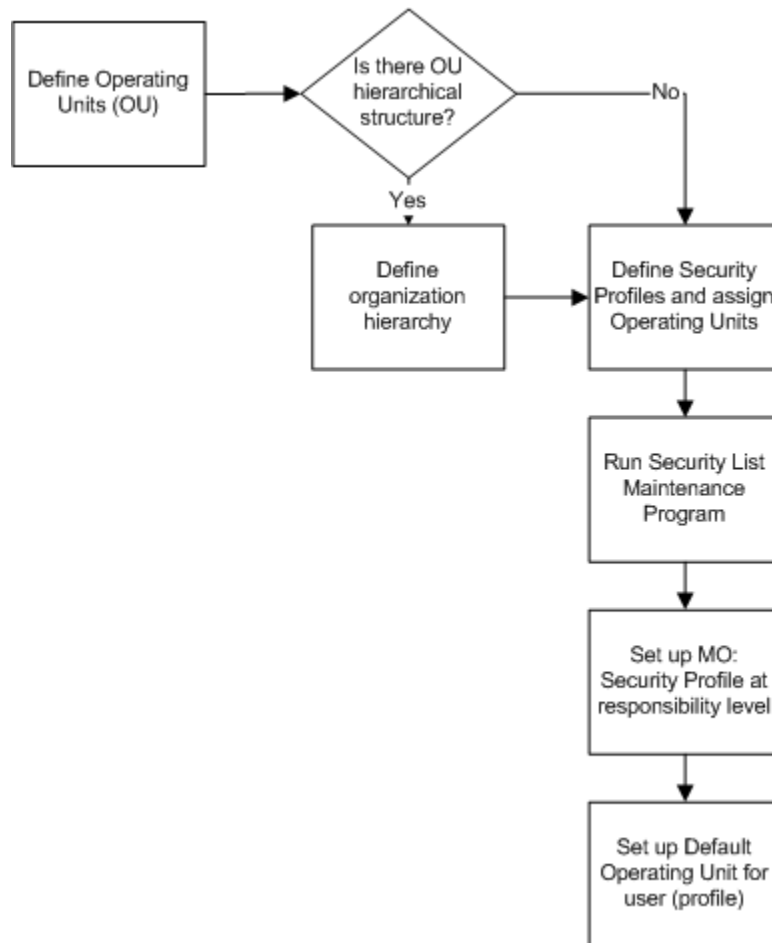 Define Operating
Units (OU)
Is there OU
hierarchical
structure?
No
Yes
Define
organization
hierarchy
Define Security
Profiles and assign
Operating Units
Run Security List
Maintenance
Program
Set up MO:
Security Profile at
responsibility level
Set up Default
Operating Unit for
user (profile)